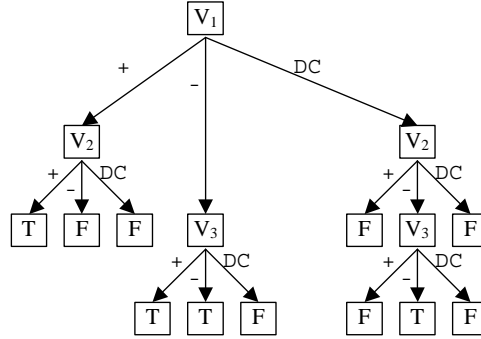 V₁
+ - DC
V₂ V₂
+ - DC + - DC
T F F V₃ F V₃ F
+ - DC + - DC
T T F F T F